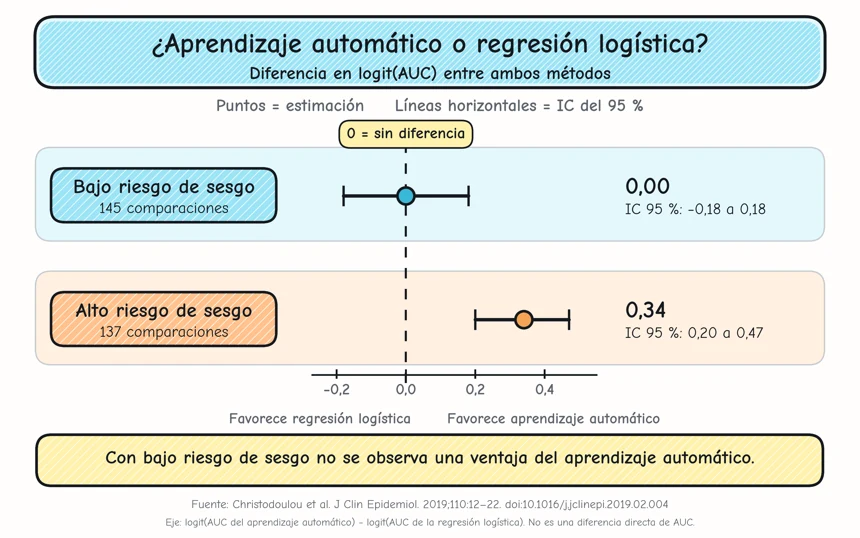 ¿Aprendizaje automático o regresión logística?
Diferencia en logit(AUC) entre ambos métodos
Puntos = estimación Líneas horizontales = IC del 95 %
0 = sin diferencia
Bajo riesgo de sesgo
145 comparaciones
0,00
IC 95 %: -0,18 a 0,18
Alto riesgo de sesgo
137 comparaciones
0,34
IC 95 %: 0,20 a 0,47
-0,2 0,0 0,2 0,4
Favorece regresión logística Favorece aprendizaje automático
Con bajo riesgo de sesgo no se observa una ventaja del aprendizaje automático.
Fuente: Christodoulou et al. J Clin Epidemiol. 2019;110:12–22. doi:10.1016/j.jclinepi.2019.02.004
Eje: logit(AUC del aprendizaje automático) - logit(AUC de la regresión logística). No es una diferencia directa de AUC.